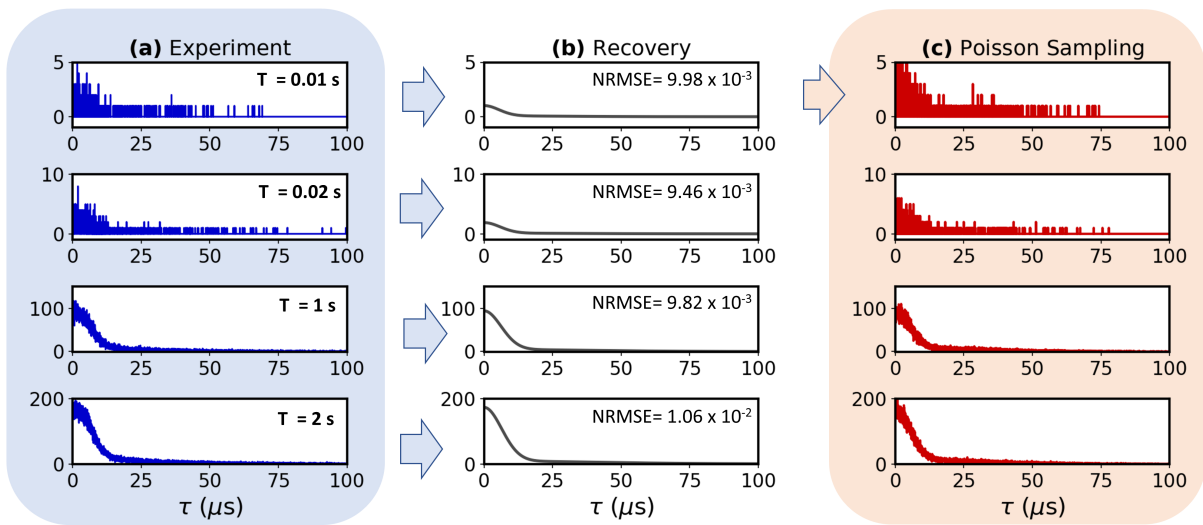 (a) Experiment
(b) Recovery
(c) Poisson Sampling
5
0
T = 0.01 s
0 25 50 75 100
5
0
NRMSE= 9.98 x 10-3
0 25 50 75 100
5
0
0 25 50 75 100
10
0
T = 0.02 s
0 25 50 75 100
10
0
NRMSE= 9.46 x 10-3
0 25 50 75 100
10
0
0 25 50 75 100
100
0
T = 1 s
0 25 50 75 100
100
0
NRMSE= 9.82 x 10-3
0 25 50 75 100
100
0
0 25 50 75 100
200
0
T = 2 s
0 25 50 75 100
τ (μs)
200
0
NRMSE= 1.06 x 10-2
0 25 50 75 100
τ (μs)
200
0
0 25 50 75 100
τ (μs)